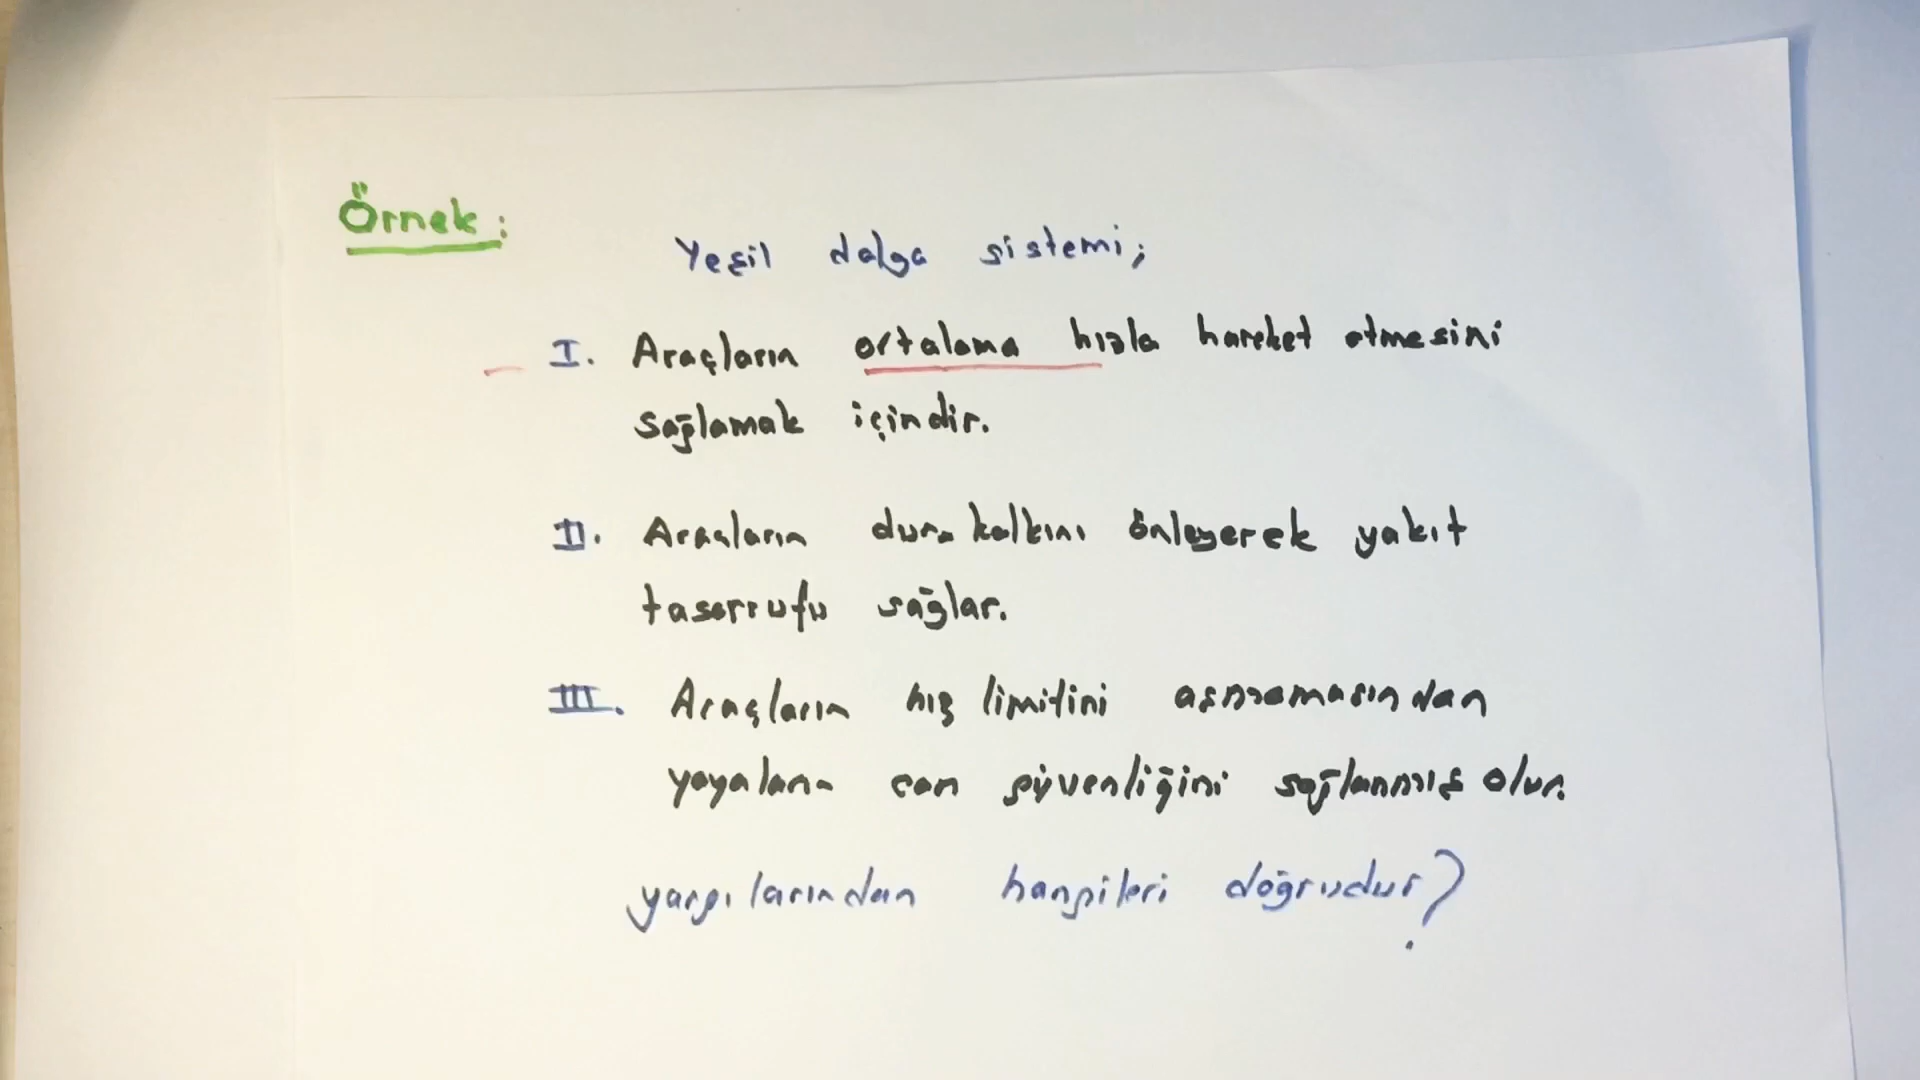 Örnek:
Yeşil dalga sistemi;
I. Araçların ortalama hızla hareket etmesini
sağlamak içindir.
II. Araçların dur kalkını önleyerek yakıt
tasarrufu sağlar.
III. Araçların hız limitini aşmamasından
yayaların can güvenliğini sağlanmış olur.
yargılarından hangileri doğrudur?